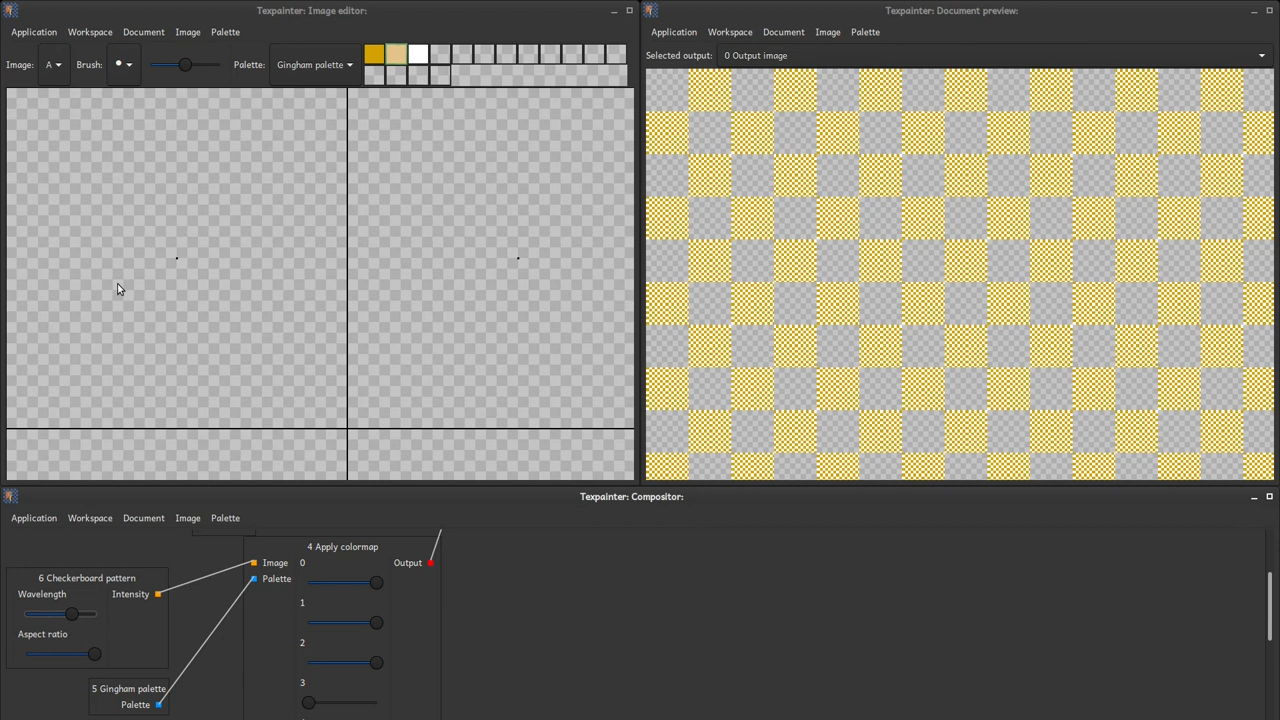 Texpainter: Image editor:
Application Workspace Document Image Palette
Image: A Brush: Palette: Gingham palette
Texpainter: Document preview:
Application Workspace Document Image Palette
Selected output: 0 Output image
Texpainter: Compositor:
Application Workspace Document Image Palette
6 Checkerboard pattern
Wavelength Intensity
Aspect ratio
5 Gingham palette
Palette
4 Apply colormap
Image 0 Output
Palette
1
2
3